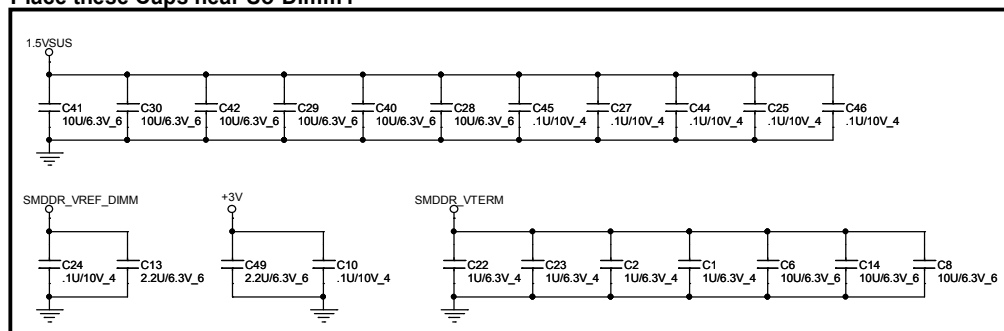 Place these Caps near So-Dimm1
1.5VSUS
C41 C30 C42 C29 C40 C28 C45 C27 C44 C25 C46
10U/6.3V_6 10U/6.3V_6 10U/6.3V_6 10U/6.3V_6 10U/6.3V_6 10U/6.3V_6 .1U/10V_4 .1U/10V_4 .1U/10V_4 .1U/10V_4 .1U/10V_4
SMDDR_VREF_DIMM +3V SMDDR_VTERM
C24 C13 C49 C10 C22 C23 C2 C1 C6 C14 C8
.1U/10V_4 2.2U/6.3V_6 2.2U/6.3V_6 .1U/10V_4 1U/6.3V_4 1U/6.3V_4 1U/6.3V_4 1U/6.3V_4 10U/6.3V_6 10U/6.3V_6 10U/6.3V_6